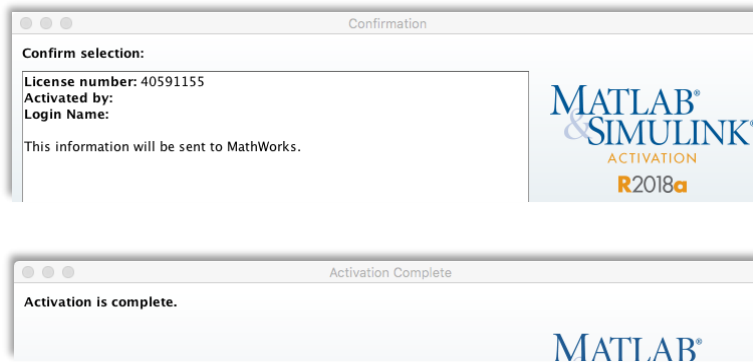 Confirmation
Confirm selection:
License number: 40591155
Activated by:
Login Name:
This information will be sent to MathWorks.
MATLAB®
&SIMULINK®
ACTIVATION
R2018a
Activation Complete
Activation is complete.
MATLAB®